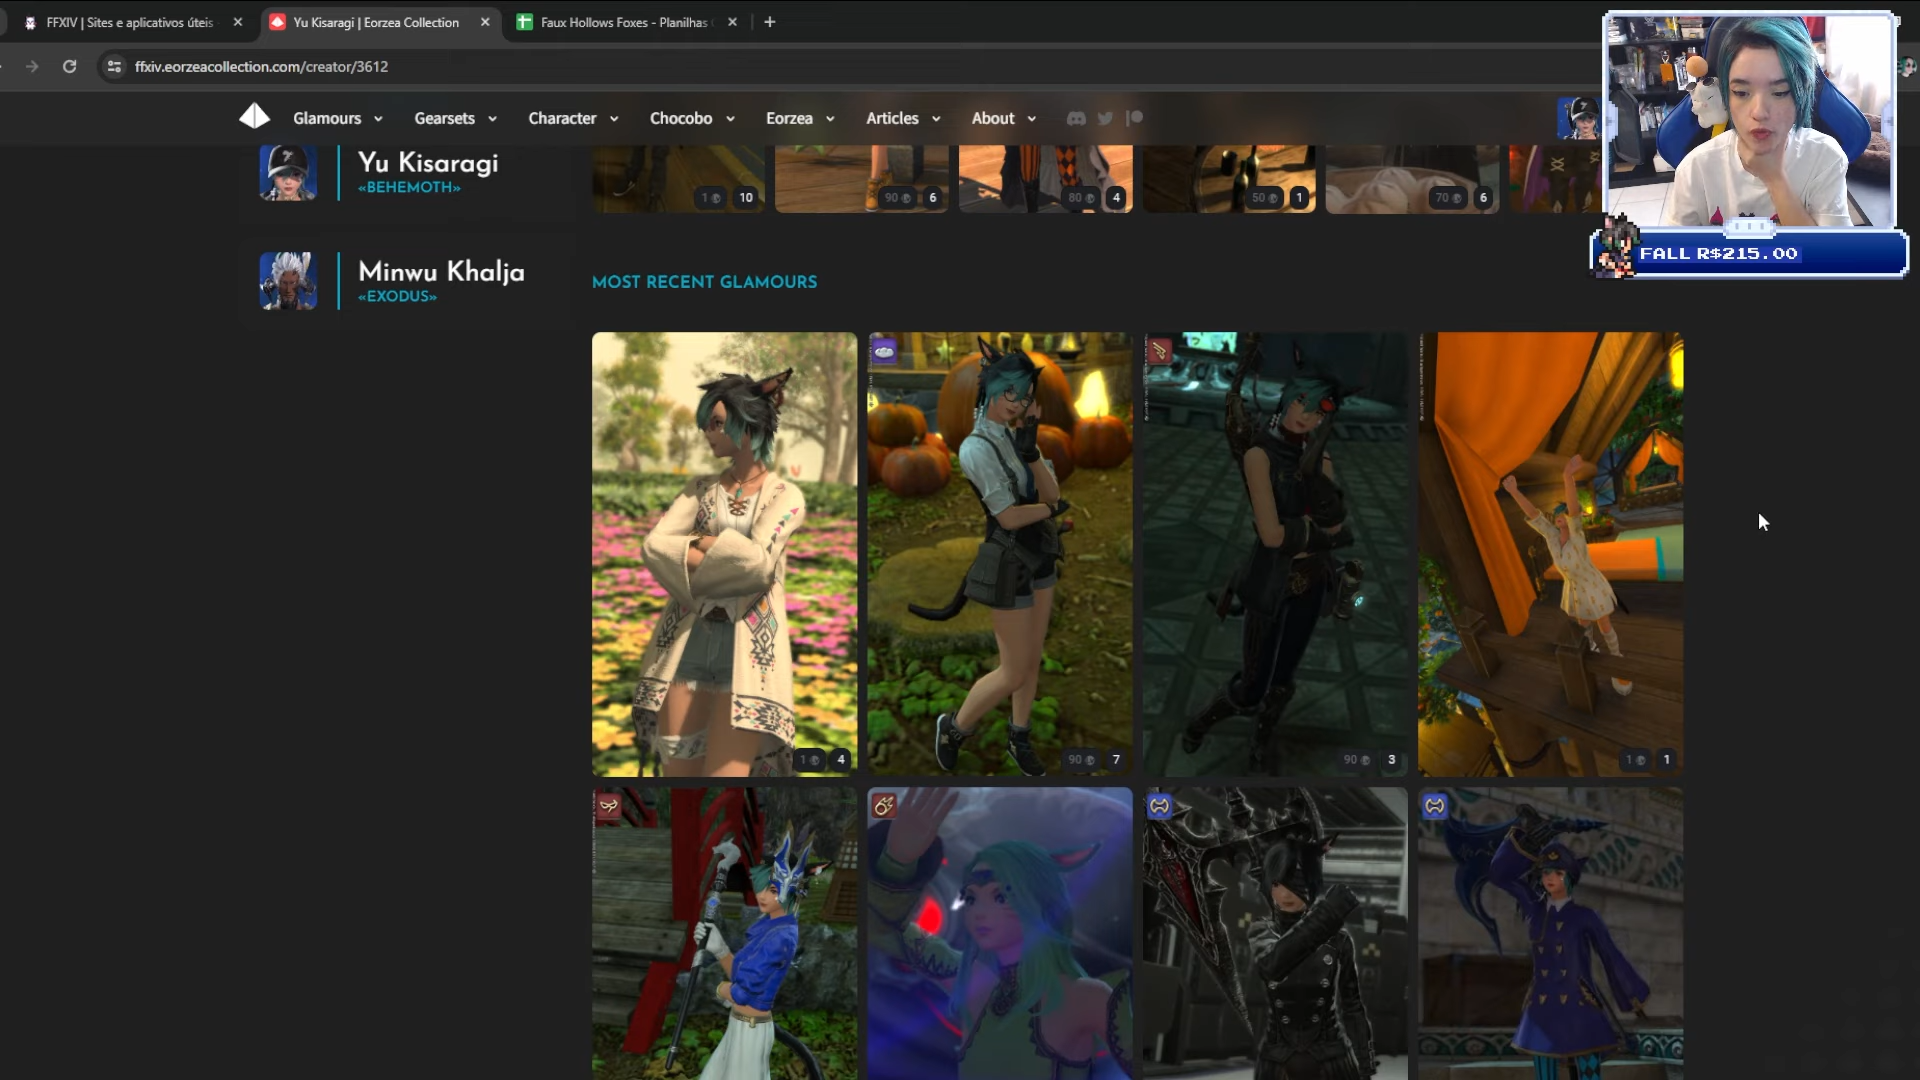 FFXIV | Sites e aplicativos úteis
Yu Kisaragi | Eorzea Collection
Faux Hollows Foxes - Planilhas
ffxiv.eorzeacollection.com/creator/3612
Glamours
Gearsets
Character
Chocobo
Eorzea
Articles
About
Yu Kisaragi
«BEHEMOTH»
Minwu Khalja
«EXODUS»
1 10
90 6
80 4
50 1
70 6
FALL R$215.00
MOST RECENT GLAMOURS
1 4
90 7
90 3
1 1